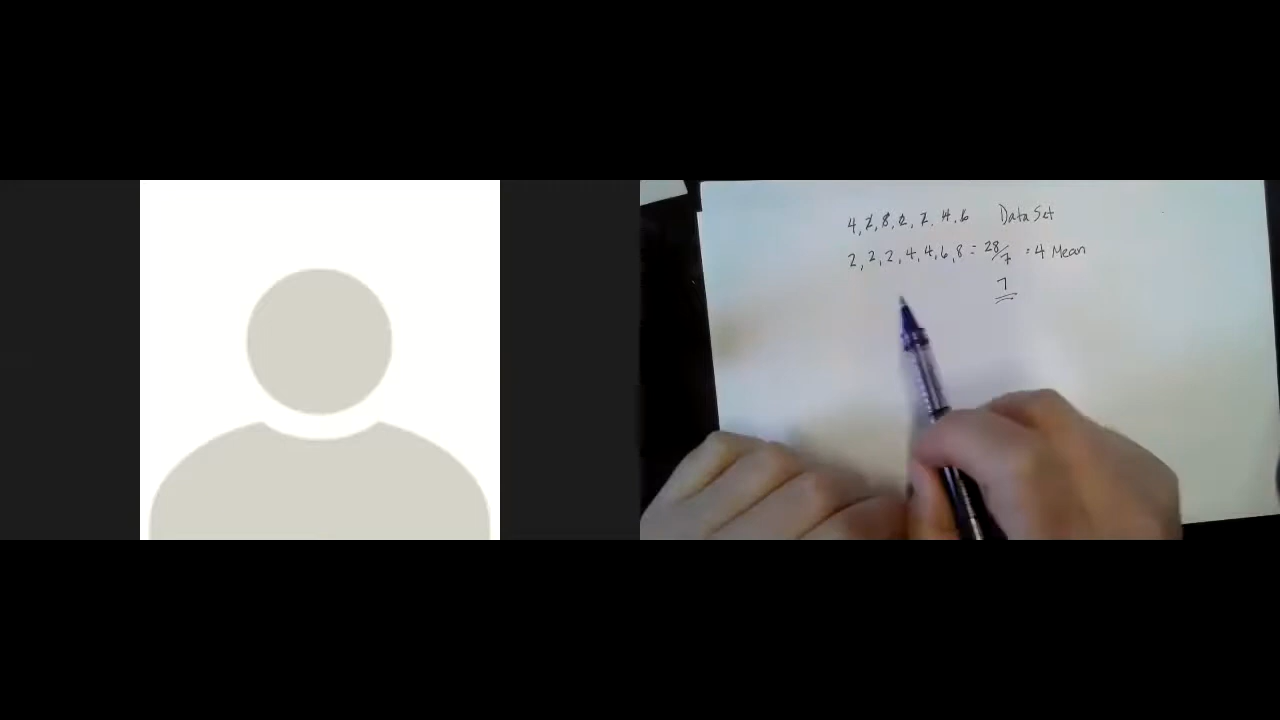 4, 2, 8, 2, 2, 4, 6 Data Set
2, 2, 2, 4, 4, 6, 8 = 28/7 = 4 Mean
7